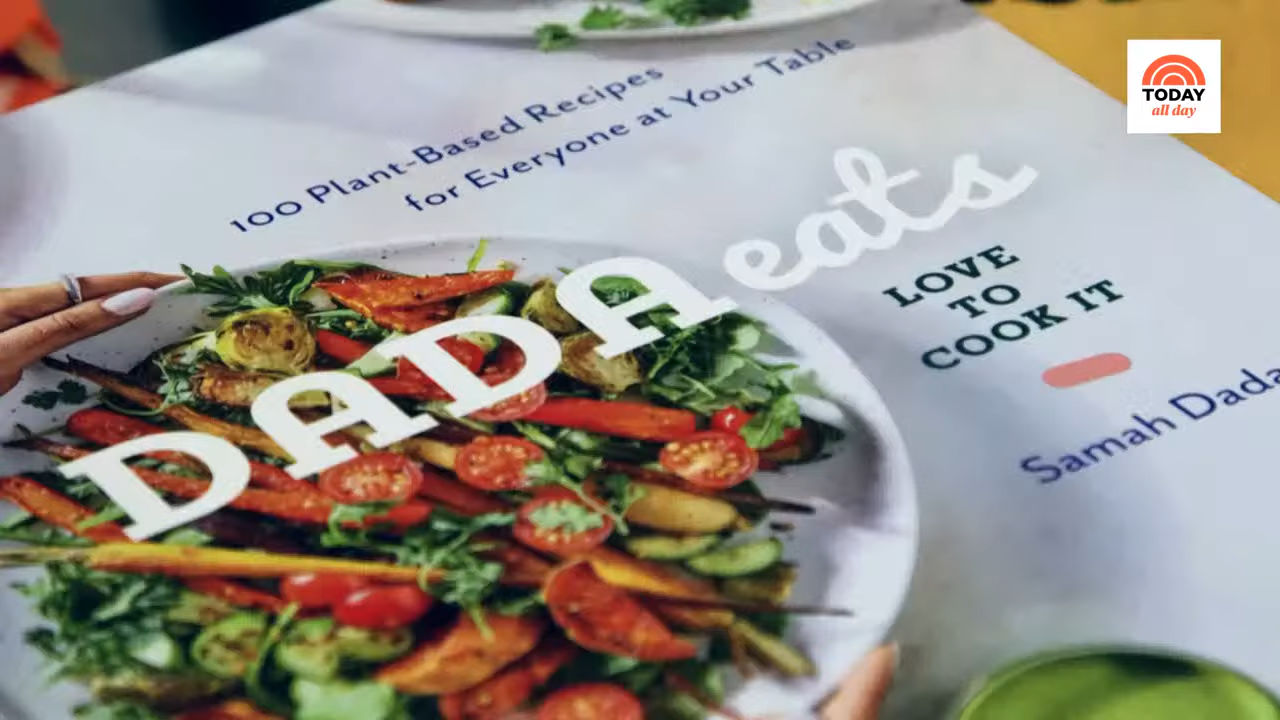 100 Plant-Based Recipes
for Everyone at Your Table
DADA eats
LOVE
TO
COOK IT
Samah Dada
TODAY
all day